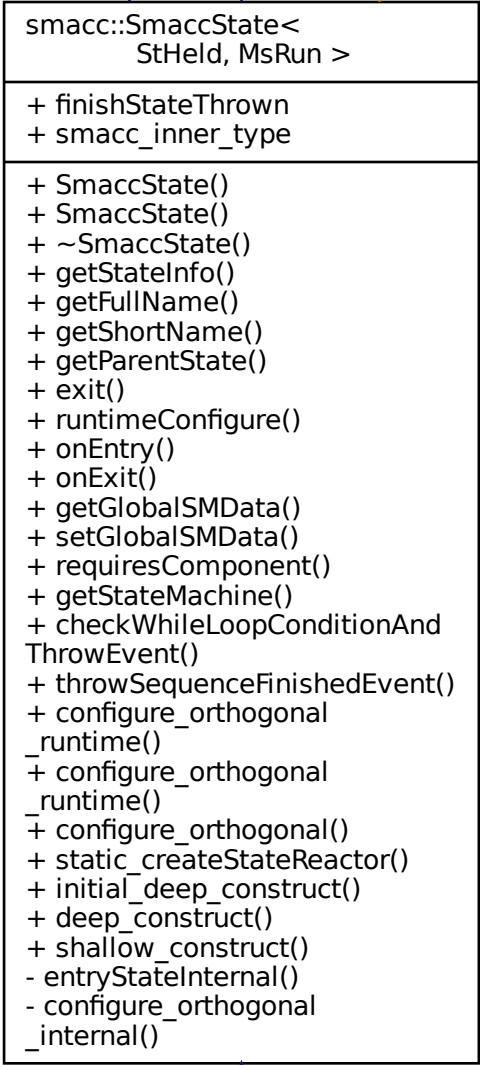 smacc::SmaccState<
StHeld, MsRun >
+ finishStateThrown
+ smacc_inner_type
+ SmaccState()
+ SmaccState()
+ ~SmaccState()
+ getStateInfo()
+ getFullName()
+ getShortName()
+ getParentState()
+ exit()
+ runtimeConfigure()
+ onEntry()
+ onExit()
+ getGlobalSMData()
+ setGlobalSMData()
+ requiresComponent()
+ getStateMachine()
+ checkWhileLoopConditionAnd
ThrowEvent()
+ throwSequenceFinishedEvent()
+ configure_orthogonal
_runtime()
+ configure_orthogonal
_runtime()
+ configure_orthogonal()
+ static_createStateReactor()
+ initial_deep_construct()
+ deep_construct()
+ shallow_construct()
- entryStateInternal()
- configure_orthogonal
_internal()